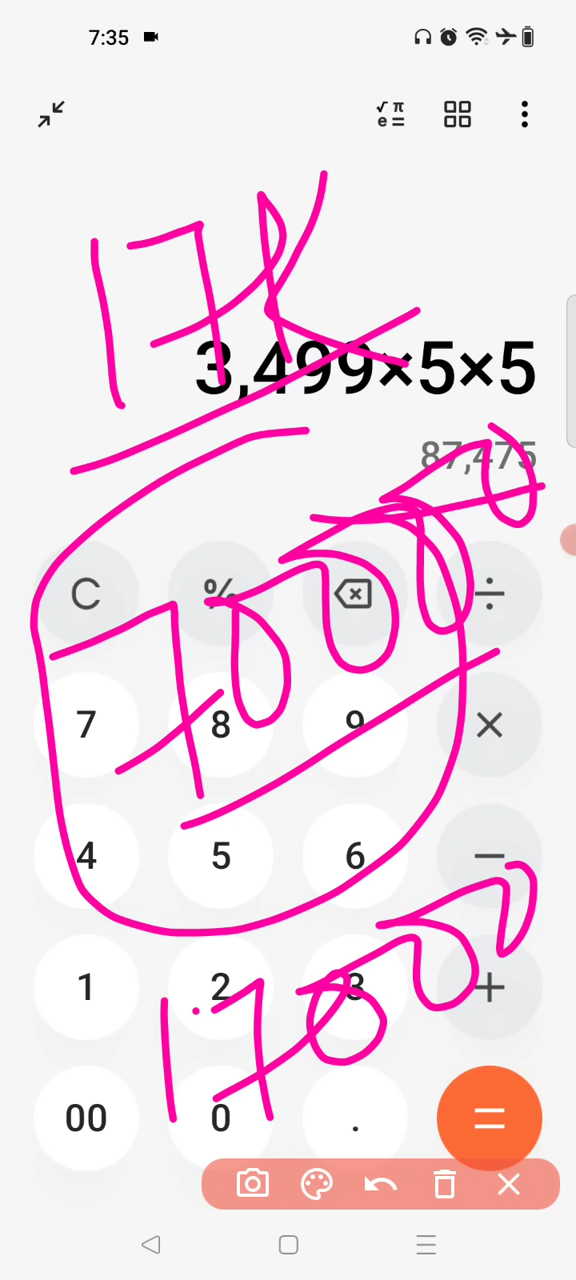 7:35
√ π
e =
17K
3,499×5×5
87,475
C % ÷
70000
7 8 9 ×
4 5 6 −
1 2 3 +
17000
00 0 . =